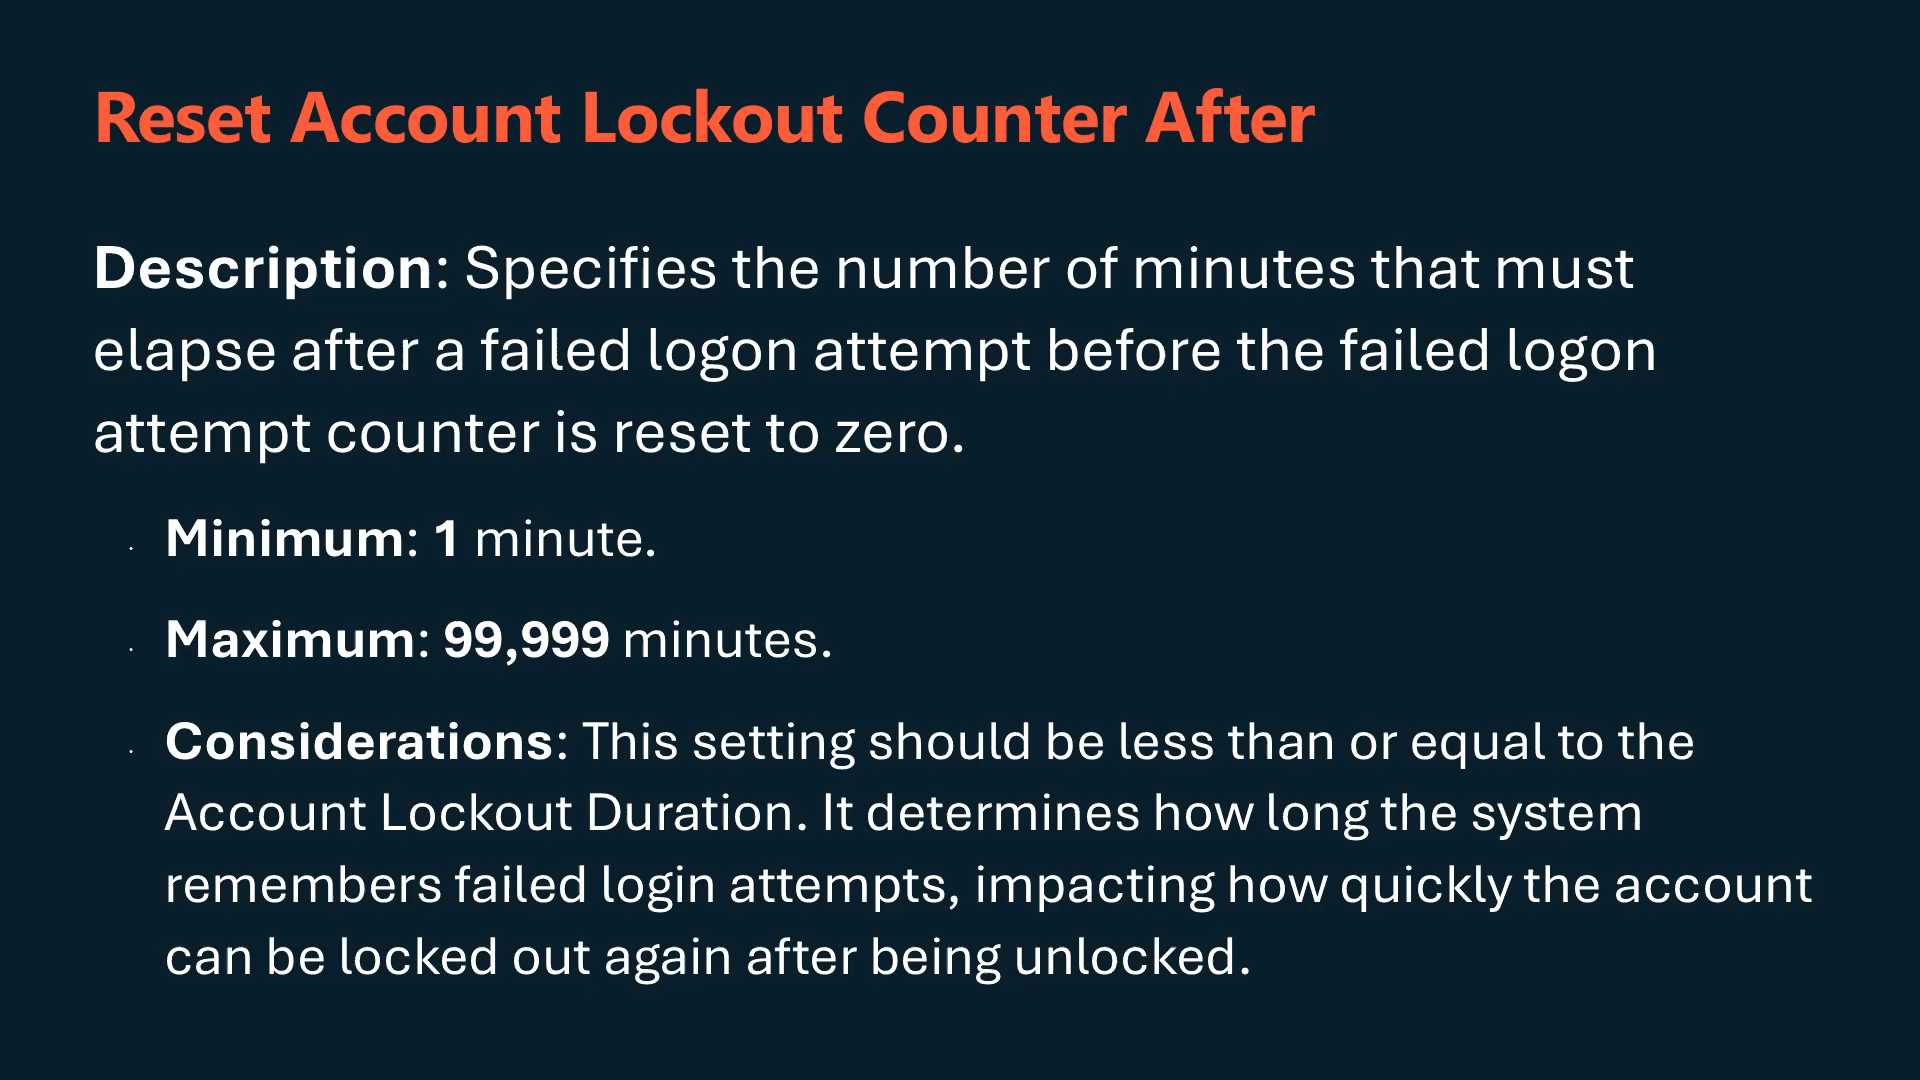 Reset Account Lockout Counter After
Description: Specifies the number of minutes that must
elapse after a failed logon attempt before the failed logon
attempt counter is reset to zero.
· Minimum: 1 minute.
· Maximum: 99,999 minutes.
· Considerations: This setting should be less than or equal to the
Account Lockout Duration. It determines how long the system
remembers failed login attempts, impacting how quickly the account
can be locked out again after being unlocked.